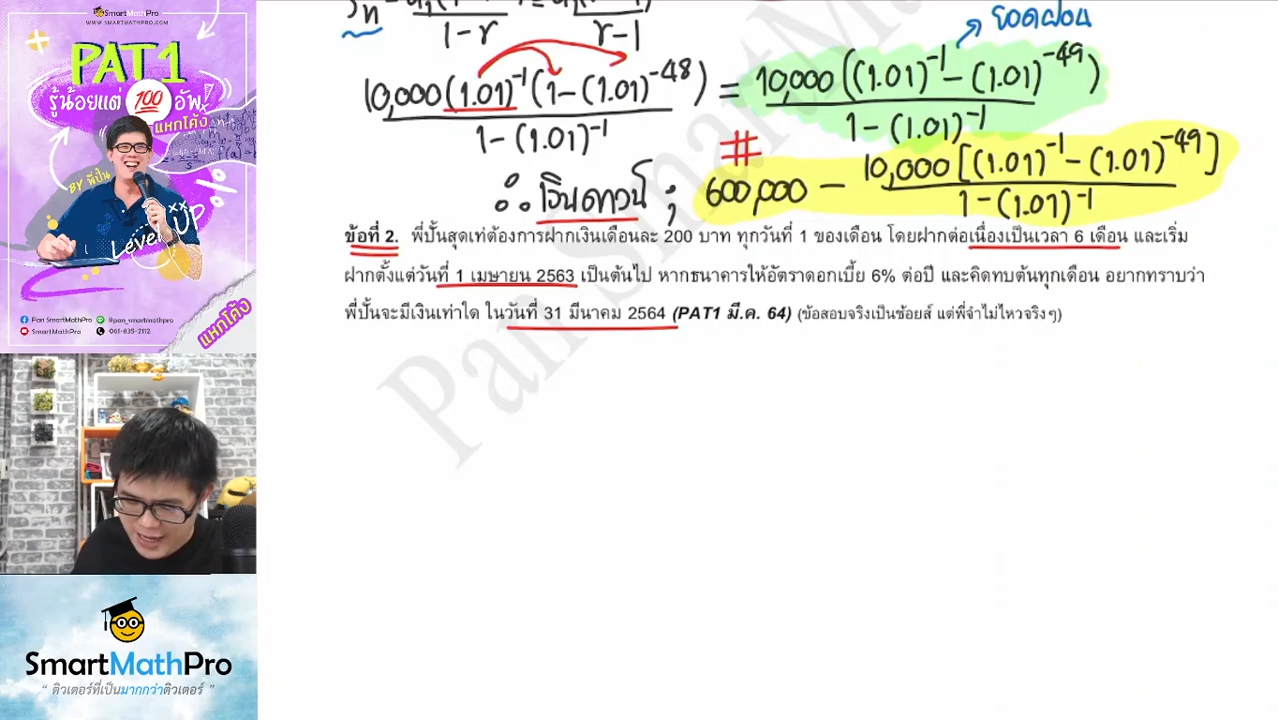 SmartMathPro
WWW.SMARTMATHPRO.COM
PAT1
รู้น้อยแต่ 100 อัพ
แหกโค้ง
BY พี่ปั้น
Level UP
Pan SmartMathPro @pan_smartmathpro
SmartMathPro 061-835-2112
แหกโค้ง
SmartMathPro
“ ติวเตอร์ที่เป็นมากกว่าติวเตอร์ ”
1-r r-1
ยอดผ่อน
10,000(1.01)⁻¹(1-(1.01)⁻⁴⁸) / 1-(1.01)⁻¹ = 10,000((1.01)⁻¹-(1.01)⁻⁴⁹) / 1-(1.01)⁻¹
#
∴ เงินดาวน์ ; 600,000 - 10,000[(1.01)⁻¹-(1.01)⁻⁴⁹] / 1-(1.01)⁻¹
ข้อที่ 2. พี่ปั้นสุดเท่ต้องการฝากเงินเดือนละ 200 บาท ทุกวันที่ 1 ของเดือน โดยฝากต่อเนื่องเป็นเวลา 6 เดือน และเริ่ม
ฝากตั้งแต่วันที่ 1 เมษายน 2563 เป็นต้นไป หากธนาคารให้อัตราดอกเบี้ย 6% ต่อปี และคิดทบต้นทุกเดือน อยากทราบว่า
พี่ปั้นจะมีเงินเท่าใด ในวันที่ 31 มีนาคม 2564 (PAT1 มี.ค. 64) (ข้อสอบจริงเป็นช้อยส์ แต่พี่จำไม่ไหวจริงๆ)
Pan SmartMath